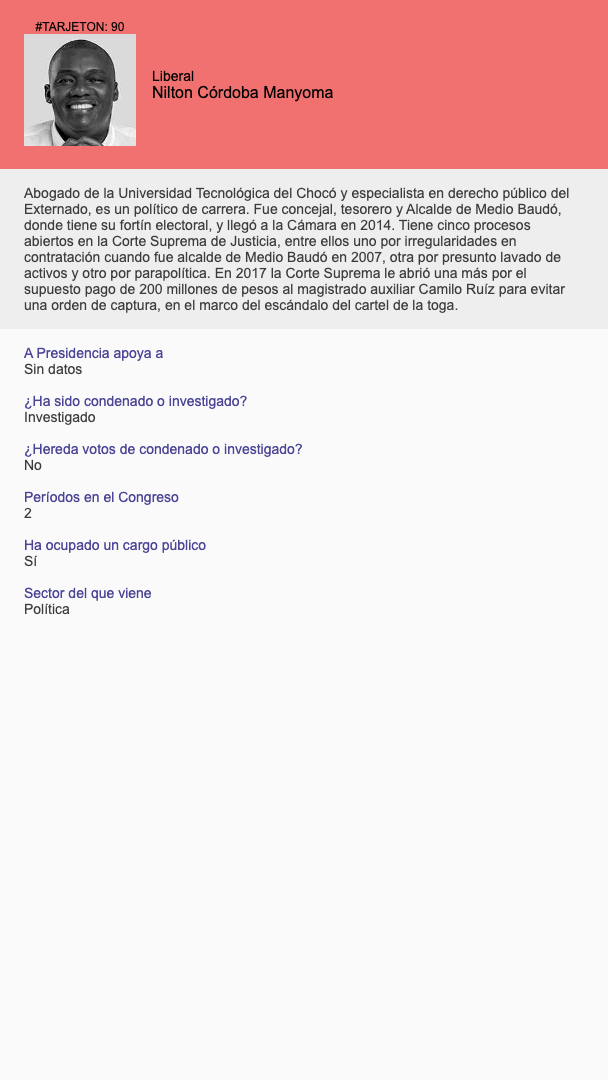 #TARJETON: 90
Liberal
Nilton Córdoba Manyoma
Abogado de la Universidad Tecnológica del Chocó y especialista en derecho público del
Externado, es un político de carrera. Fue concejal, tesorero y Alcalde de Medio Baudó,
donde tiene su fortín electoral, y llegó a la Cámara en 2014. Tiene cinco procesos
abiertos en la Corte Suprema de Justicia, entre ellos uno por irregularidades en
contratación cuando fue alcalde de Medio Baudó en 2007, otra por presunto lavado de
activos y otro por parapolítica. En 2017 la Corte Suprema le abrió una más por el
supuesto pago de 200 millones de pesos al magistrado auxiliar Camilo Ruíz para evitar
una orden de captura, en el marco del escándalo del cartel de la toga.
A Presidencia apoya a
Sin datos
¿Ha sido condenado o investigado?
Investigado
¿Hereda votos de condenado o investigado?
No
Períodos en el Congreso
2
Ha ocupado un cargo público
Sí
Sector del que viene
Política